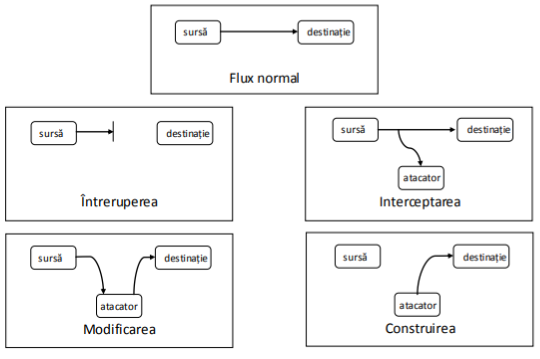 sursă destinație
Flux normal
sursă destinație
Întreruperea
sursă destinație
atacator
Interceptarea
sursă destinație
atacator
Modificarea
sursă destinație
atacator
Construirea